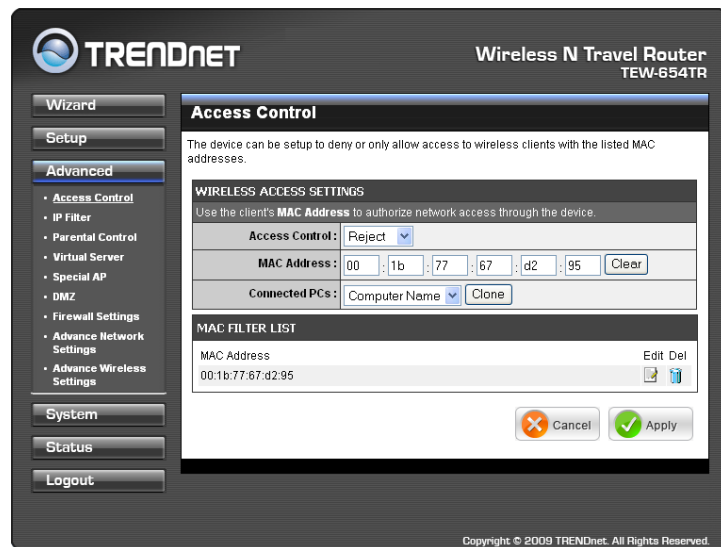 TRENDNET
Wireless N Travel Router
TEW-654TR
Wizard
Setup
Advanced
Access Control
IP Filter
Parental Control
Virtual Server
Special AP
DMZ
Firewall Settings
Advance Network
Settings
Advance Wireless
Settings
System
Status
Logout
Access Control
The device can be setup to deny or only allow access to wireless clients with the listed MAC
addresses.
WIRELESS ACCESS SETTINGS
Use the client's MAC Address to authorize network access through the device.
Access Control : Reject
MAC Address : 00 : 1b : 77 : 67 : d2 : 95 Clear
Connected PCs : Computer Name Clone
MAC FILTER LIST
MAC Address Edit Del
00:1b:77:67:d2:95
Cancel Apply
Copyright © 2009 TRENDnet. All Rights Reserved.